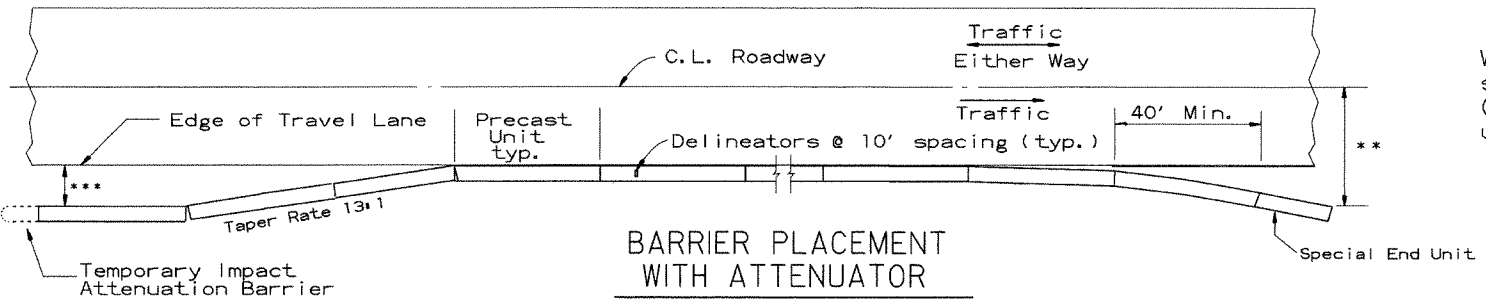 Traffic
Either Way
C.L. Roadway
Traffic
40' Min.
**
Edge of Travel Lane
Precast
Unit
typ.
Delineators @ 10' spacing (typ.)
***
Taper Rate 13:1
BARRIER PLACEMENT
WITH ATTENUATOR
Special End Unit
Temporary Impact
Attenuation Barrier